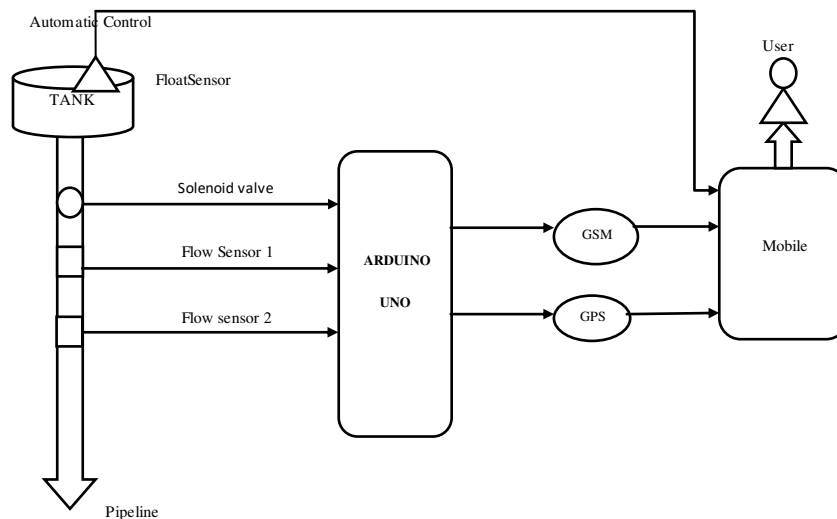 Automatic Control
User
FloatSensor
TANK
Solenoid valve
Flow Sensor 1
Flow sensor 2
ARDUINO
UNO
GSM
GPS
Mobile
Pipeline